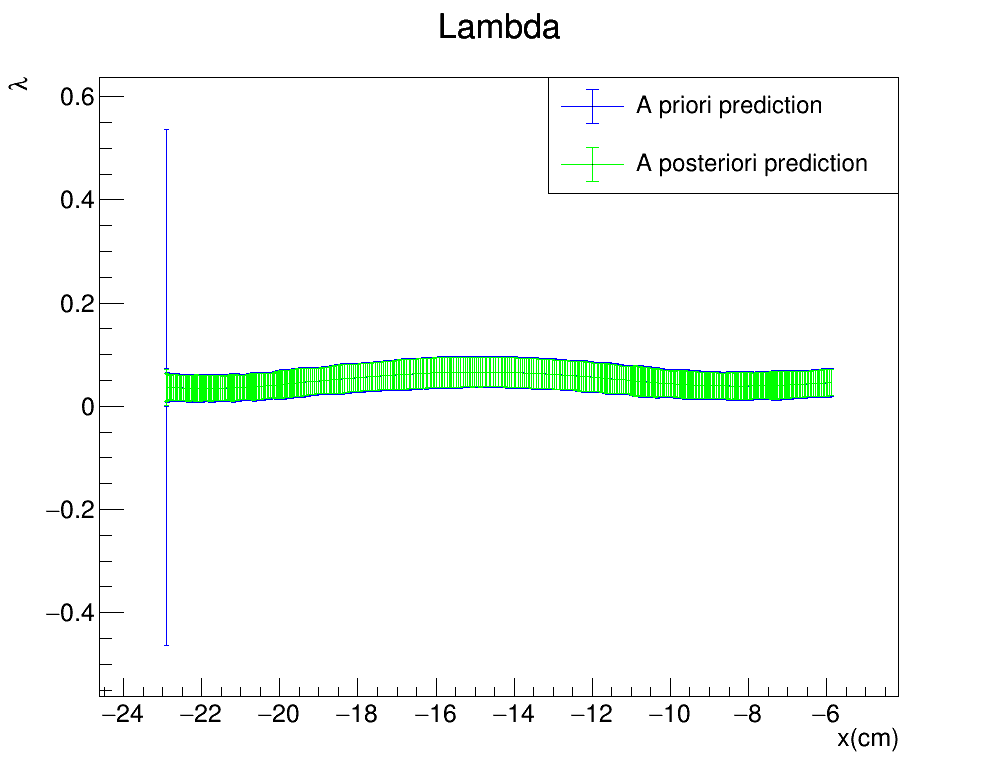 Lambda
λ
A priori prediction
A posteriori prediction
0.6
0.4
0.2
0
−0.2
−0.4
−24 −22 −20 −18 −16 −14 −12 −10 −8 −6
x(cm)